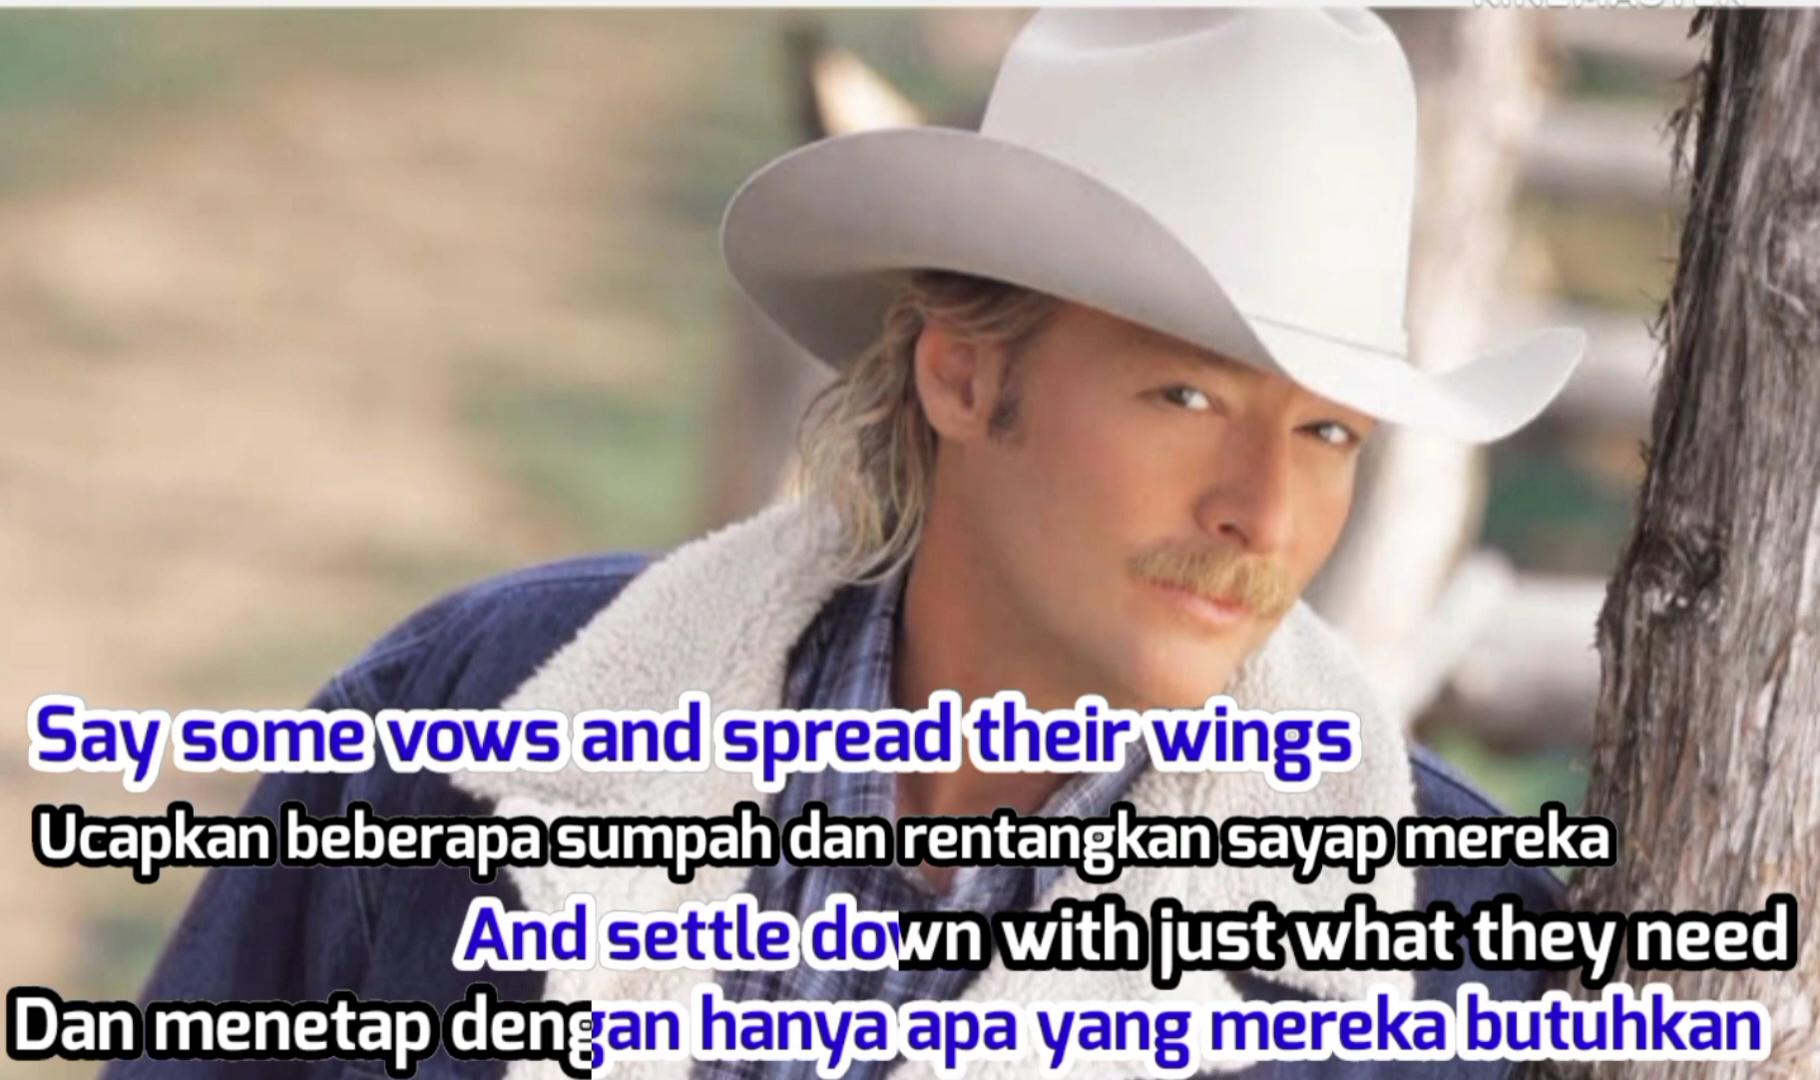 KINEMASTER
Say some vows and spread their wings
Ucapkan beberapa sumpah dan rentangkan sayap mereka
And settle down with just what they need
Dan menetap dengan hanya apa yang mereka butuhkan